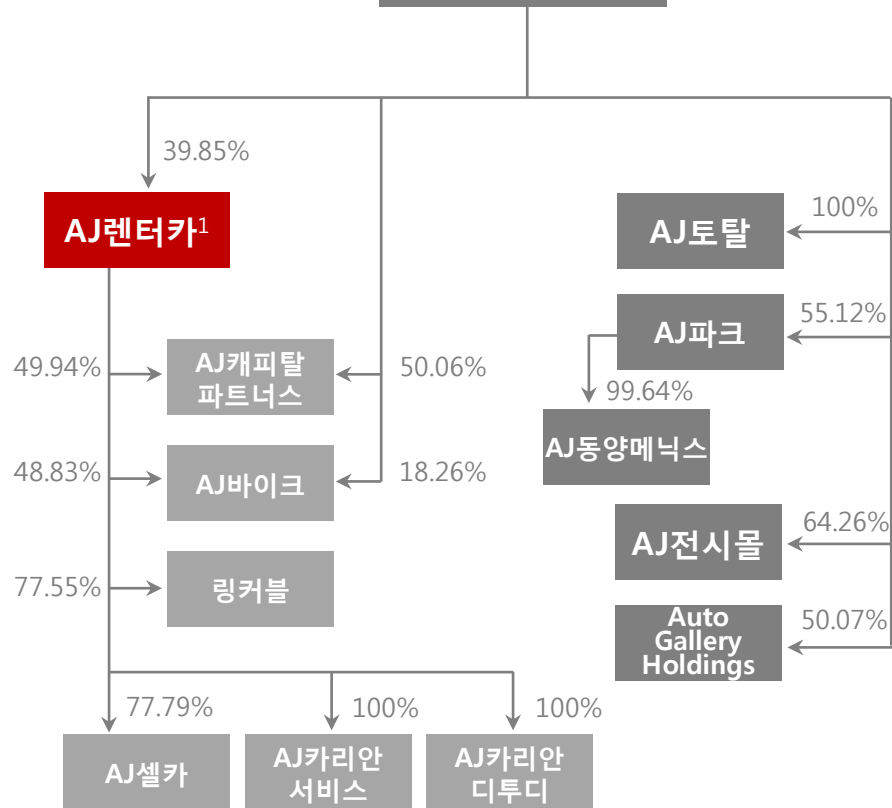 39.85%
AJ렌터카1
100%
AJ토탈
55.12%
AJ파크
49.94%
AJ캐피탈
파트너스
50.06%
99.64%
AJ동양메닉스
48.83%
AJ바이크
18.26%
64.26%
AJ전시몰
77.55%
링커블
50.07%
Auto
Gallery
Holdings
77.79%
100%
100%
AJ셀카
AJ카리안
서비스
AJ카리안
디투디